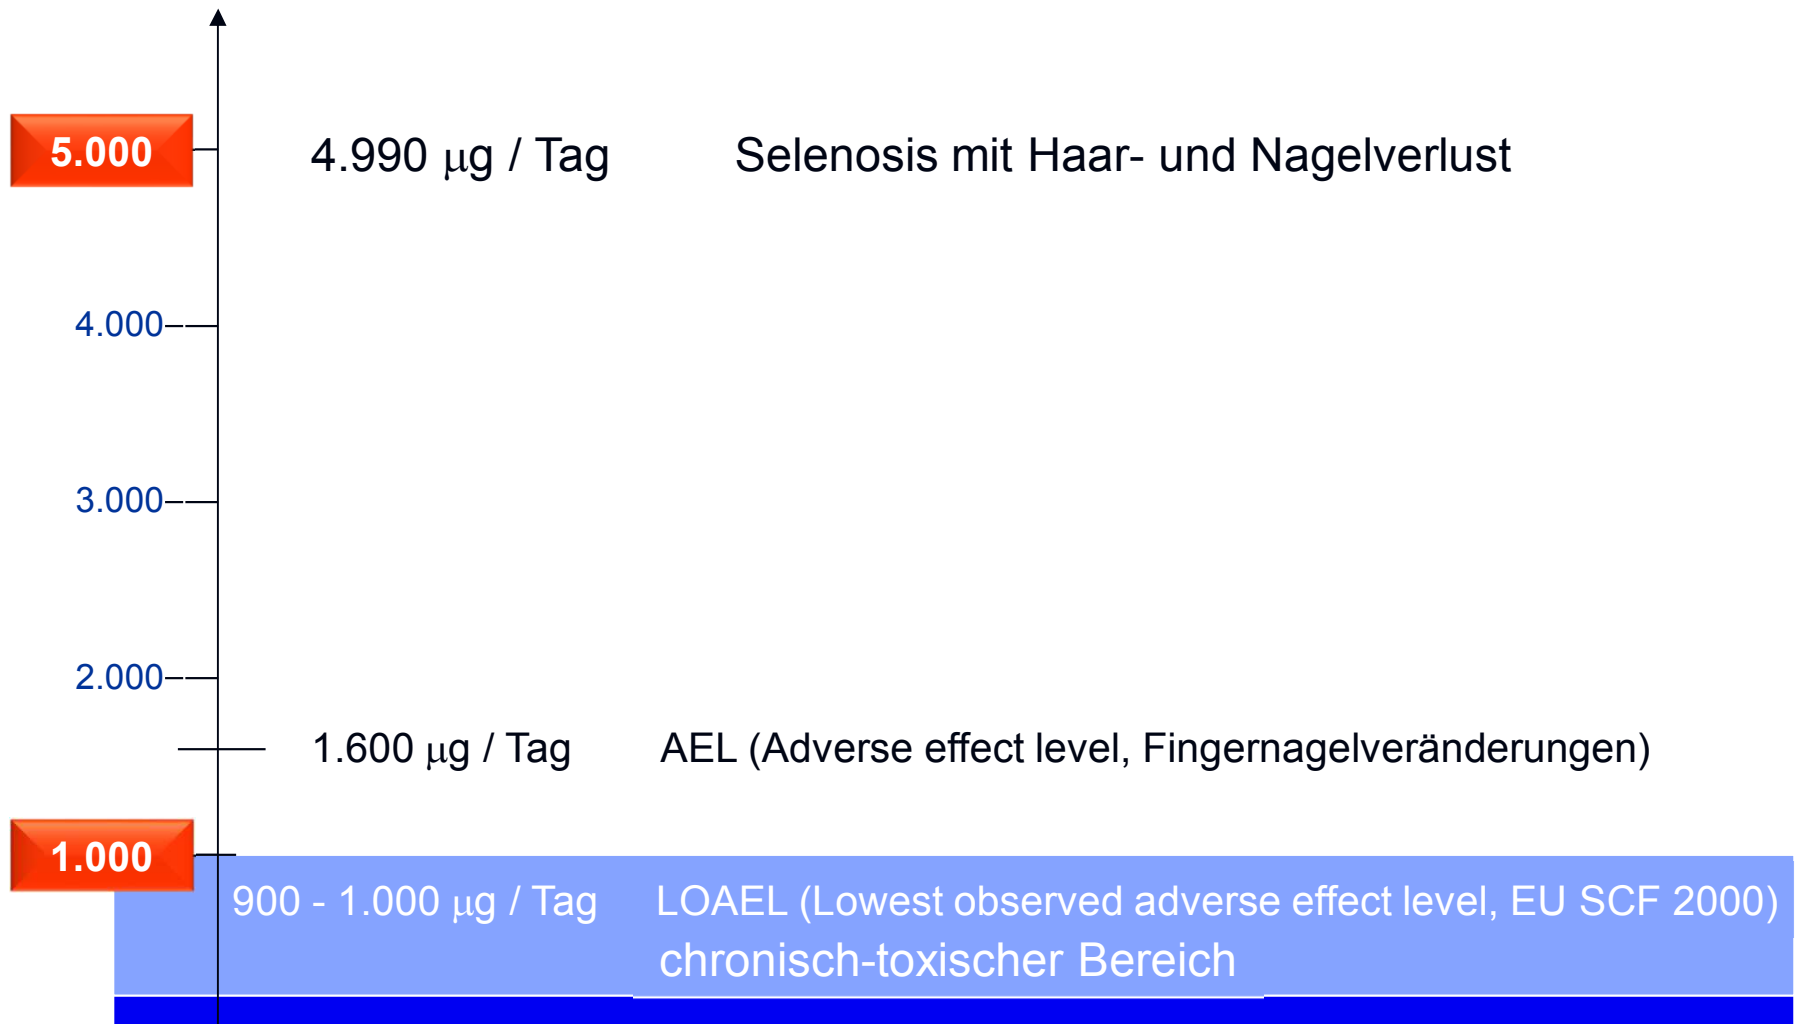 5.000 4.990 μg / Tag Selenosis mit Haar- und Nagelverlust
4.000
3.000
2.000
1.600 μg / Tag AEL (Adverse effect level, Fingernagelveränderungen)
1.000
900 - 1.000 μg / Tag LOAEL (Lowest observed adverse effect level, EU SCF 2000)
chronisch-toxischer Bereich